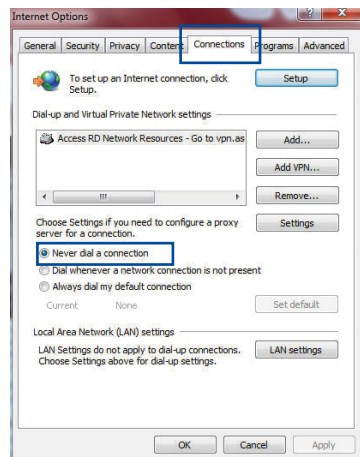 Internet Options
General Security Privacy Content Connections Programs Advanced
To set up an Internet connection, click
Setup.
Setup
Dial-up and Virtual Private Network settings
Access RD Network Resources - Go to vpn.as
Add...
Add VPN...
Remove...
Choose Settings if you need to configure a proxy
server for a connection.
Settings
Never dial a connection
Dial whenever a network connection is not present
Always dial my default connection
Current None
Set default
Local Area Network (LAN) settings
LAN Settings do not apply to dial-up connections.
Choose Settings above for dial-up settings.
LAN settings
OK Cancel Apply